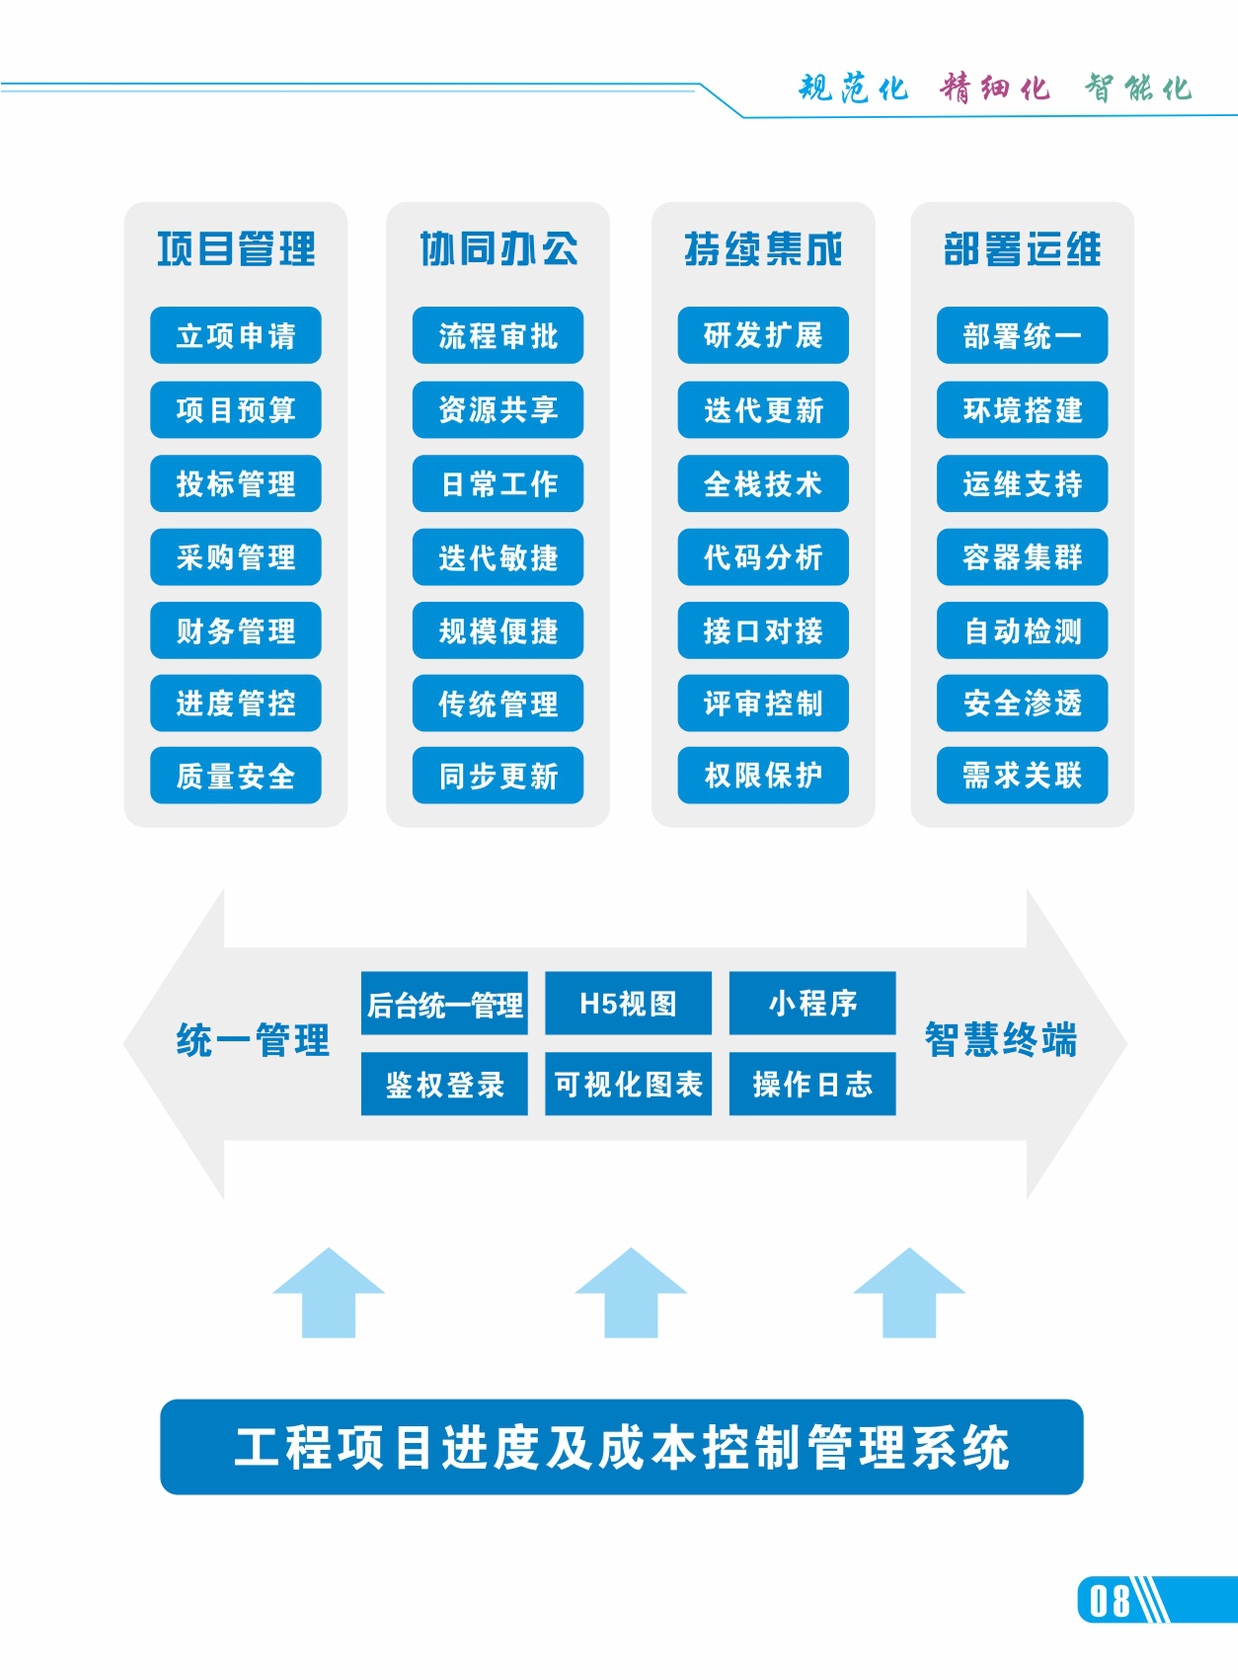 规范化 精细化 智能化
项目管理
立项申请
项目预算
投标管理
采购管理
财务管理
进度管控
质量安全
协同办公
流程审批
资源共享
日常工作
迭代敏捷
规模便捷
传统管理
同步更新
持续集成
研发扩展
迭代更新
全栈技术
代码分析
接口对接
评审控制
权限保护
部署运维
部署统一
环境搭建
运维支持
容器集群
自动检测
安全渗透
需求关联
统一管理
后台统一管理
H5视图
小程序
鉴权登录
可视化图表
操作日志
智慧终端
工程项目进度及成本控制管理系统
08